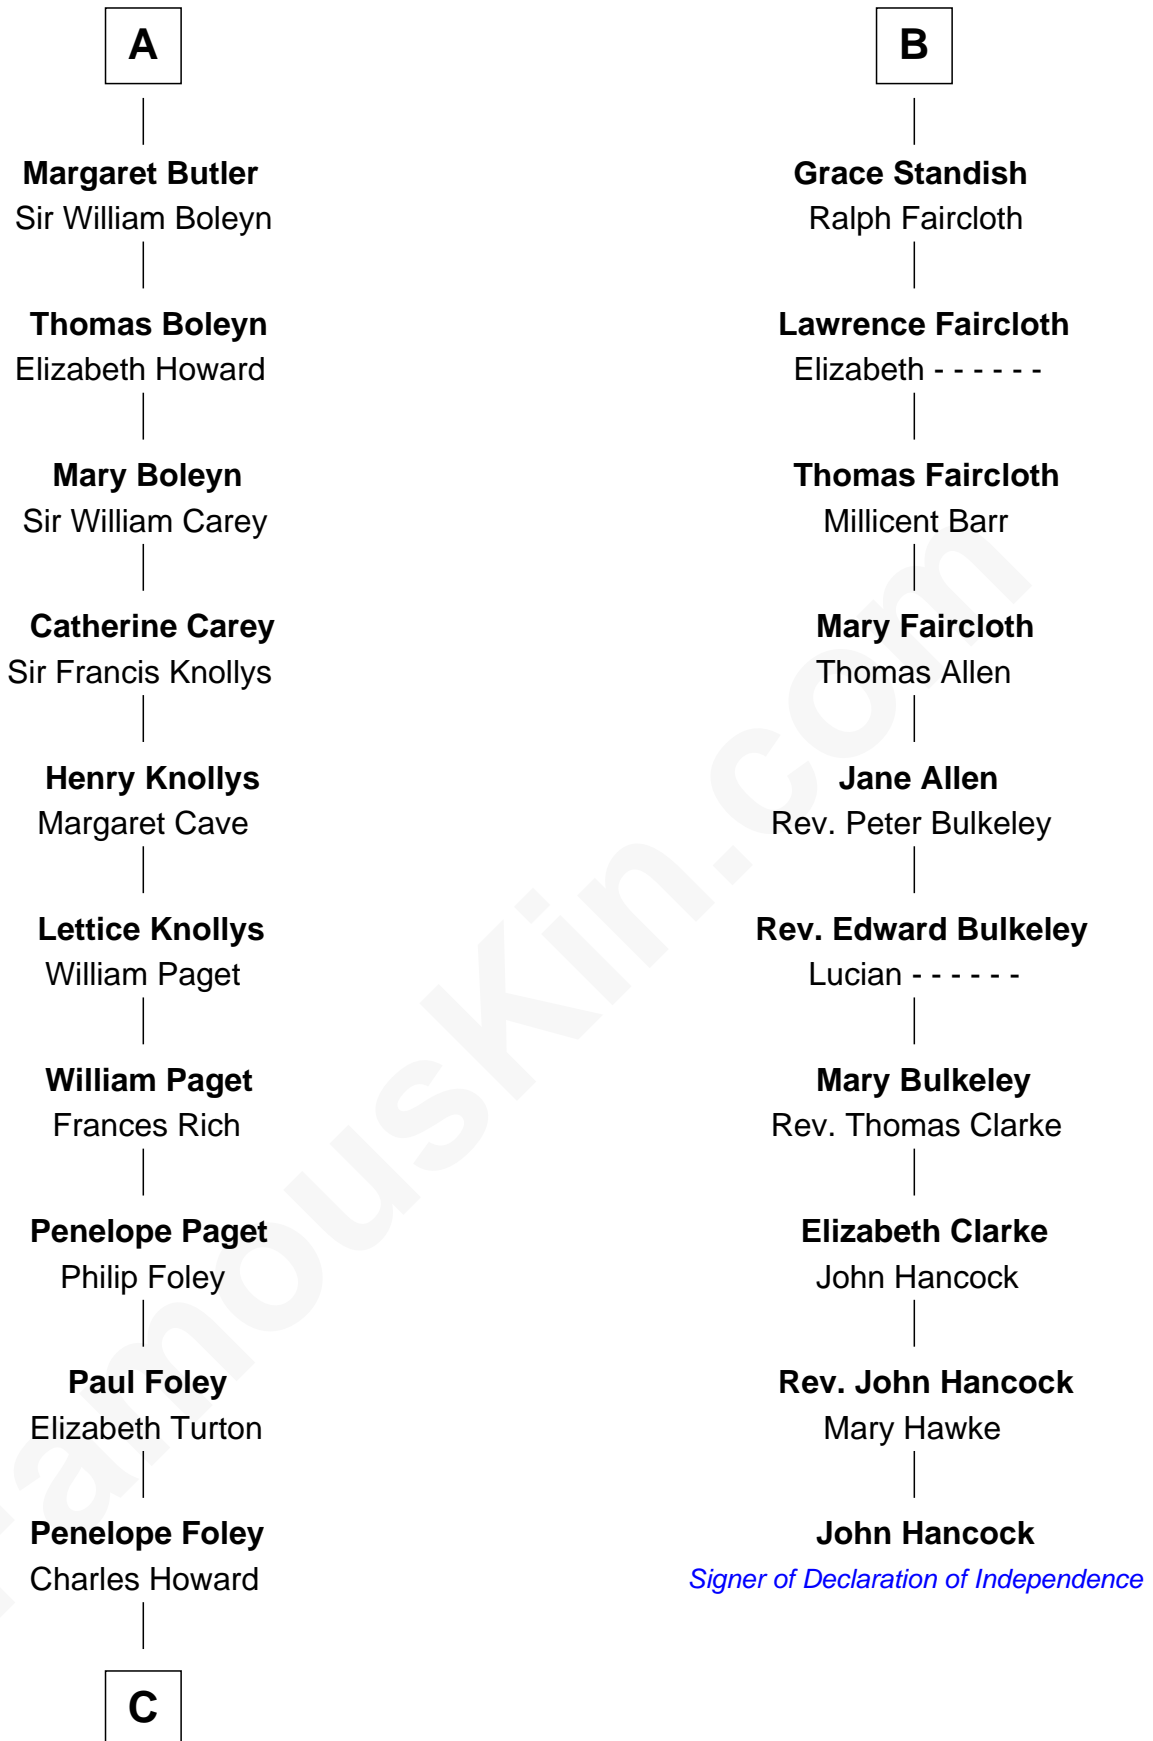 A
Margaret Butler
Sir William Boleyn
Thomas Boleyn
Elizabeth Howard
Mary Boleyn
Sir William Carey
Catherine Carey
Sir Francis Knollys
Henry Knollys
Margaret Cave
Lettice Knollys
William Paget
William Paget
Frances Rich
Penelope Paget
Philip Foley
Paul Foley
Elizabeth Turton
Penelope Foley
Charles Howard
C
B
Grace Standish
Ralph Faircloth
Lawrence Faircloth
Elizabeth - - - - - -
Thomas Faircloth
Millicent Barr
Mary Faircloth
Thomas Allen
Jane Allen
Rev. Peter Bulkeley
Rev. Edward Bulkeley
Lucian - - - - - -
Mary Bulkeley
Rev. Thomas Clarke
Elizabeth Clarke
John Hancock
Rev. John Hancock
Mary Hawke
John Hancock
Signer of Declaration of Independence
FamousKin.com